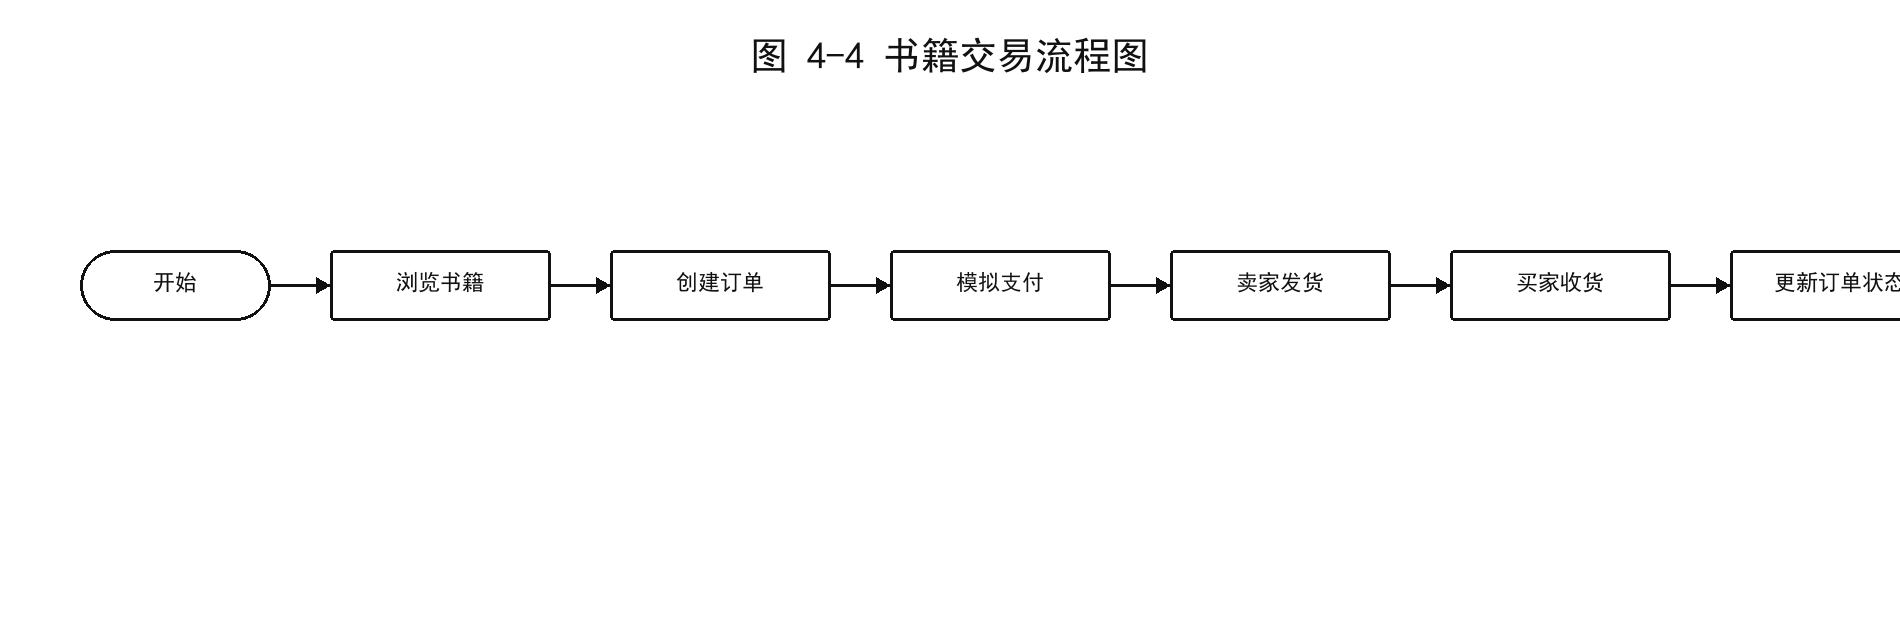 图 4-4 书籍交易流程图
开始
浏览书籍
创建订单
模拟支付
卖家发货
买家收货
更新订单状态